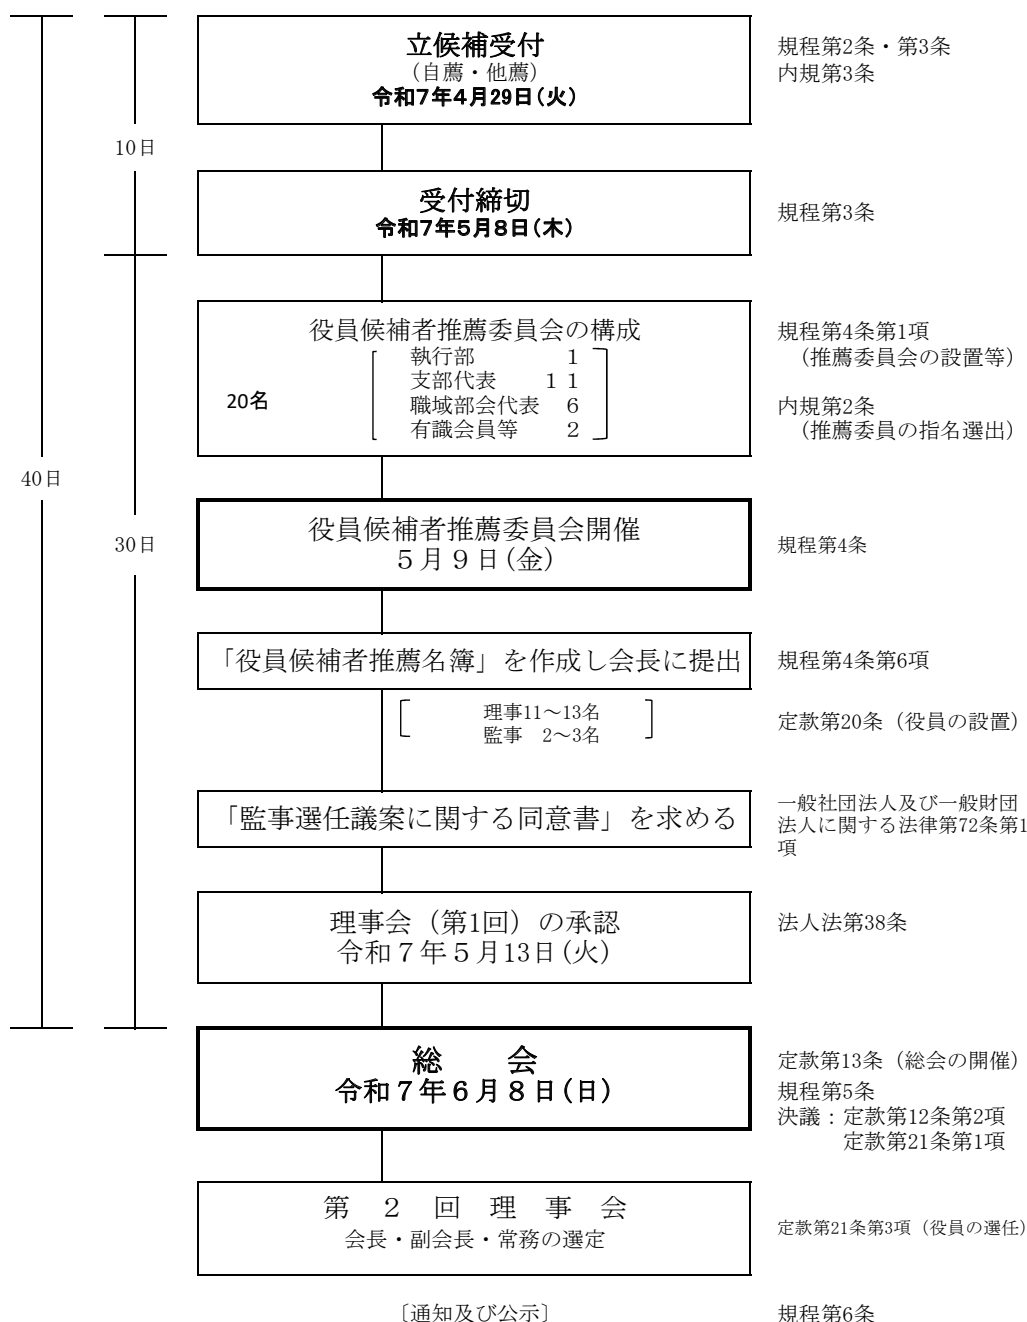 立候補受付
（自薦・他薦）
令和7年4月29日(火)
規程第2条・第3条
内規第3条
10日
受付締切
令和7年5月8日(木)
規程第3条
役員候補者推薦委員会の構成
執行部 1
支部代表 1 1
職域部会代表 6
有識会員等 2
20名
規程第4条第1項
（推薦委員会の設置等）
内規第2条
（推薦委員の指名選出）
40日
30日
役員候補者推薦委員会開催
5月9日(金)
規程第4条
「役員候補者推薦名簿」を作成し会長に提出
規程第4条第6項
理事11～13名
監事 2～3名
定款第20条（役員の設置）
「監事選任議案に関する同意書」を求める
一般社団法人及び一般財団
法人に関する法律第72条第1
項
理事会（第1回）の承認
令和7年5月13日(火)
法人法第38条
総 会
令和7年6月8日(日)
定款第13条（総会の開催）
規程第5条
決議：定款第12条第2項
定款第21条第1項
第 2 回 理 事 会
会長・副会長・常務の選定
定款第21条第3項（役員の選任）
〔通知及び公示〕
規程第6条